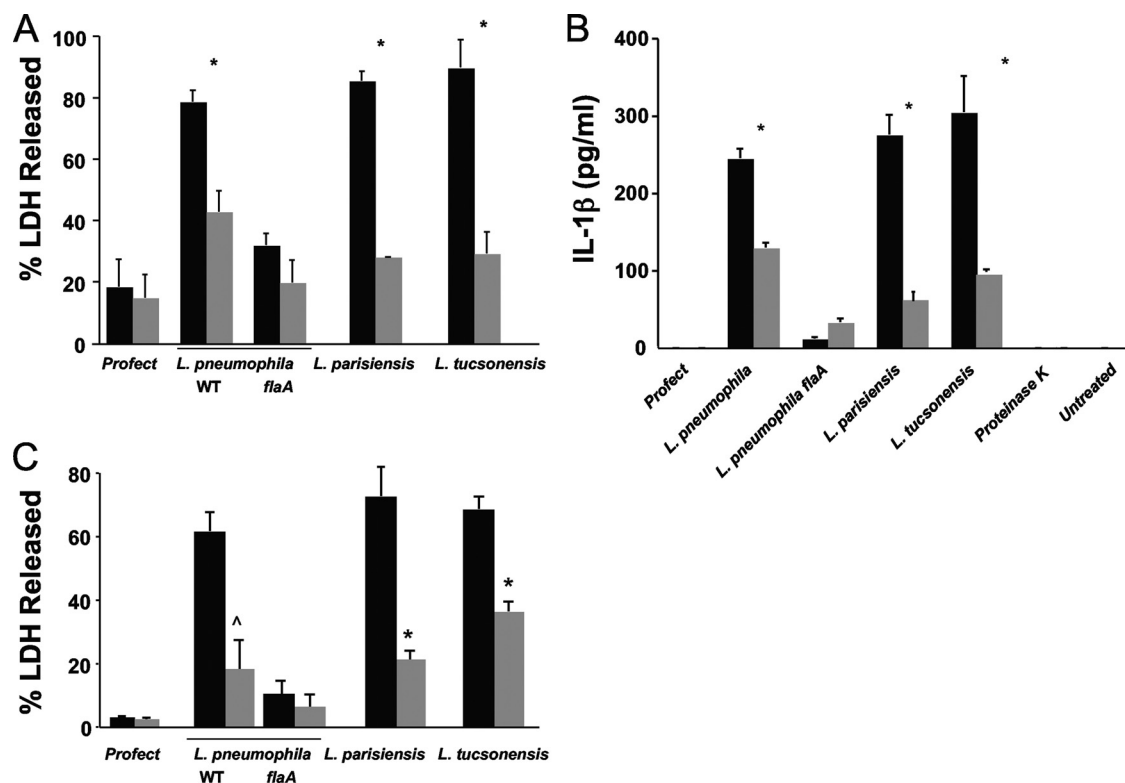 A
% LDH Released
100
80
60
40
20
0
*
*
*
Profect
L. pneumophila
L. parisiensis
L. tucsonensis
WT
flaA
B
IL-1β (pg/ml)
400
300
200
100
0
*
*
*
Profect
L. pneumophila
L. pneumophila flaA
L. parisiensis
L. tucsonensis
Proteinase K
Untreated
C
% LDH Released
80
60
40
20
0
^
*
*
Profect
L. pneumophila
L. parisiensis
L. tucsonensis
WT
flaA